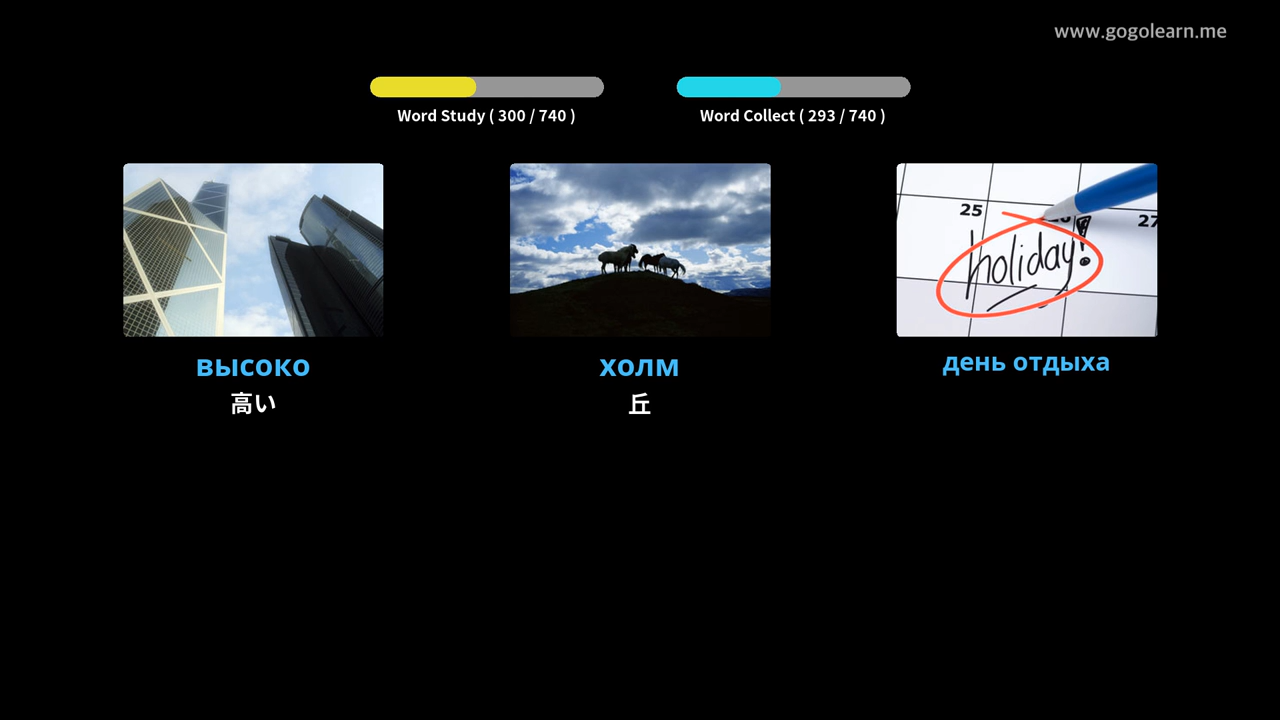 www.gogolearn.me
Word Study ( 300 / 740 )
Word Collect ( 293 / 740 )
25
27
holiday!
высоко
高い
холм
丘
день отдыха